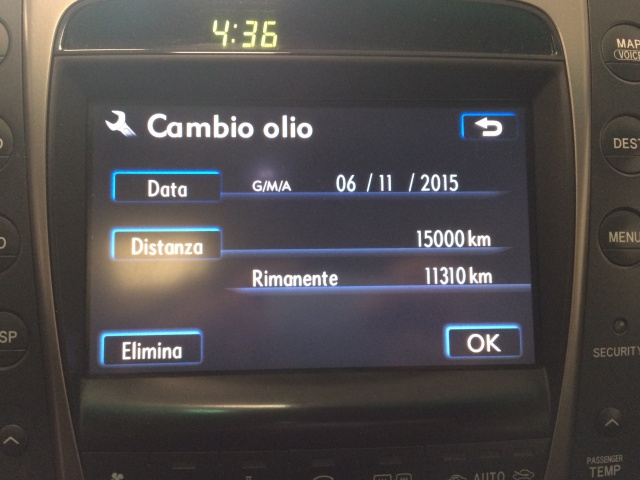 4:36
MAP
VOICE
Cambio olio
DEST
Data G/M/A 06 / 11 / 2015
Distanza 15000 km
MENU
Rimanente 11310 km
SP
Elimina OK
SECURITY
PASSENGER
TEMP
AUTO